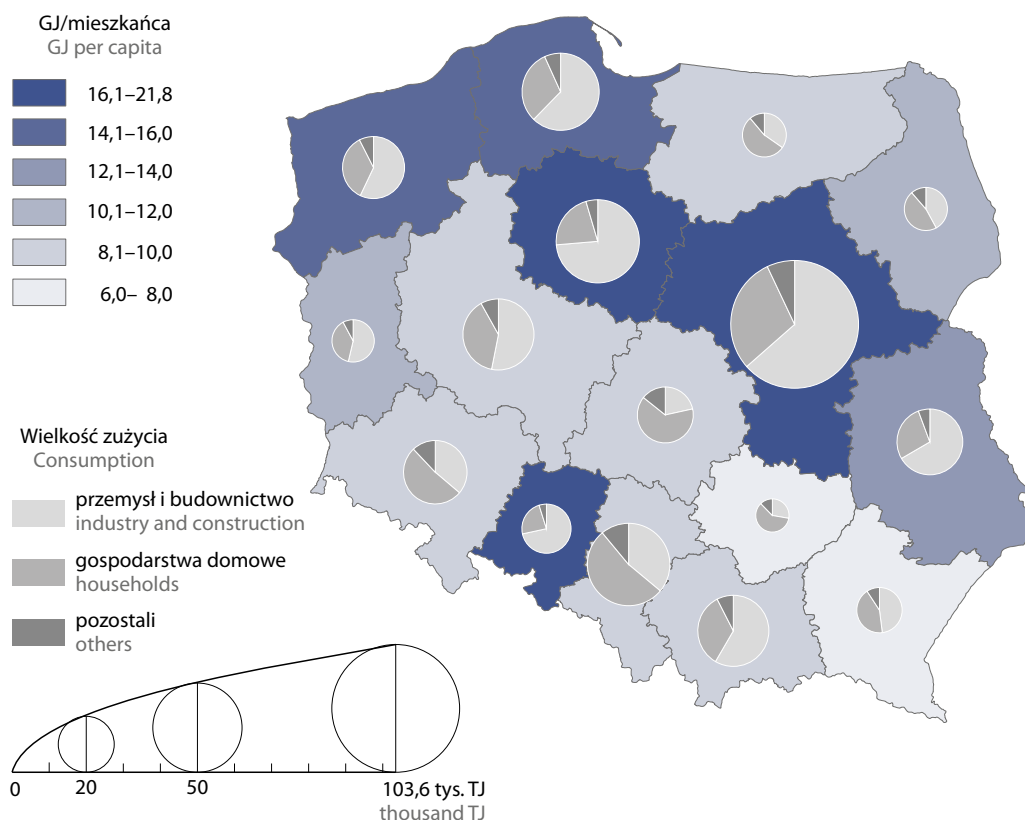 GJ/mieszkańca
GJ per capita
16,1–21,8
14,1–16,0
12,1–14,0
10,1–12,0
8,1–10,0
6,0– 8,0
Wielkość zużycia
Consumption
przemysł i budownictwo
industry and construction
gospodarstwa domowe
households
pozostali
others
0 20 50 103,6 tys. TJ
thousand TJ